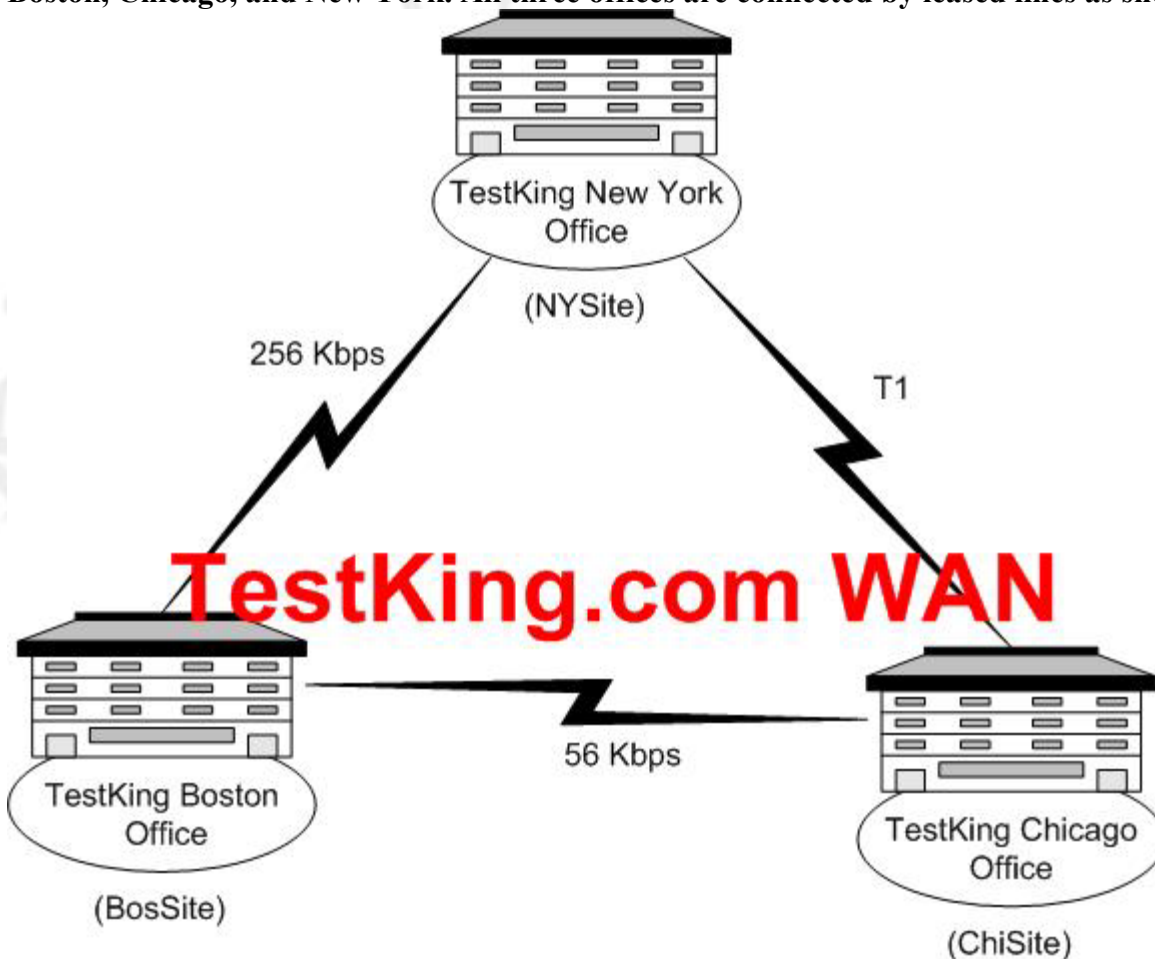 Boston, Chicago, and New York. All three offices are connected by leased lines as
TestKing New York
Office
(NYSite)
256 Kbps
T1
TestKing.com WAN
56 Kbps
TestKing Boston
Office
(BosSite)
TestKing Chicago
Office
(ChiSite)